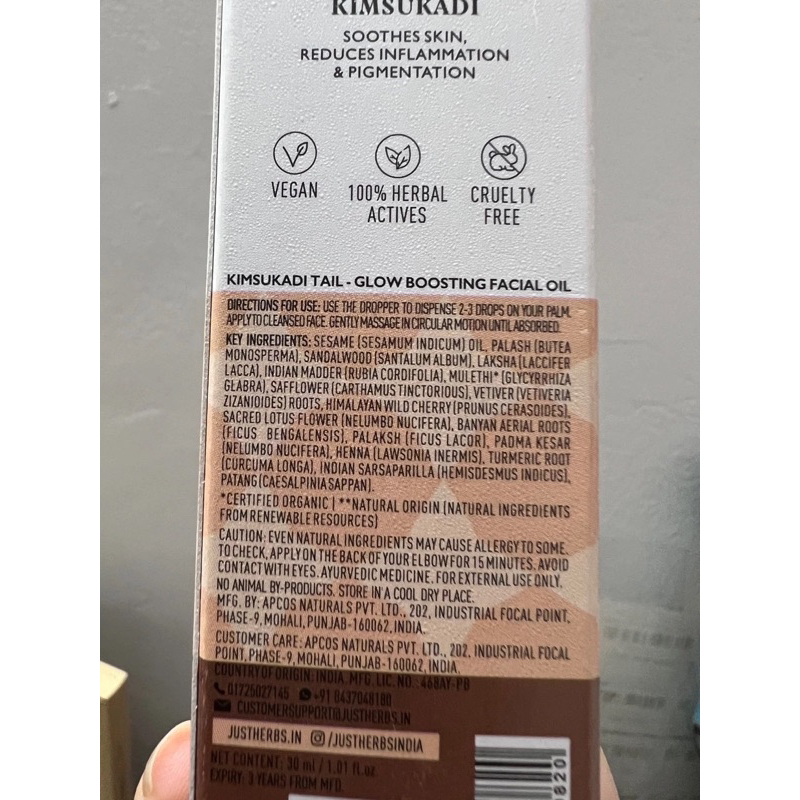 KIMSUKADI
SOOTHES SKIN,
REDUCES INFLAMMATION
& PIGMENTATION
VEGAN
100% HERBAL
ACTIVES
CRUELTY
FREE
KIMSUKADI TAIL - GLOW BOOSTING FACIAL OIL
DIRECTIONS FOR USE: USE THE DROPPER TO DISPENSE 2-3 DROPS ON YOUR PALM.
APPLY TO CLEANSED FACE. GENTLY MASSAGE IN CIRCULAR MOTION UNTIL ABSORBED.
KEY INGREDIENTS: SESAME (SESAMUM INDICUM) OIL, PALASH (BUTEA
MONOSPERMA), SANDALWOOD (SANTALUM ALBUM), LAKSHA (LACCIFER
LACCA), INDIAN MADDER (RUBIA CORDIFOLIA), MULETHI* (GLYCYRRHIZA
GLABRA), SAFFLOWER (CARTHAMUS TINCTORIOUS), VETIVER (VETIVERIA
ZIZANIOIDES) ROOTS, HIMALAYAN WILD CHERRY (PRUNUS CERASOIDES),
SACRED LOTUS FLOWER (NELUMBO NUCIFERA), BANYAN AERIAL ROOTS
(FICUS BENGALENSIS), PALAKSH (FICUS LACOR), PADMA KESAR
(NELUMBO NUCIFERA), HENNA (LAWSONIA INERMIS), TURMERIC ROOT
(CURCUMA LONGA), INDIAN SARSAPARILLA (HEMISDESMUS INDICUS),
PATANG (CAESALPINIA SAPPAN).
*CERTIFIED ORGANIC | **NATURAL ORIGIN (NATURAL INGREDIENTS
FROM RENEWABLE RESOURCES)
CAUTION: EVEN NATURAL INGREDIENTS MAY CAUSE ALLERGY TO SOME.
TO CHECK, APPLY ON THE BACK OF YOUR ELBOW FOR 15 MINUTES. AVOID
CONTACT WITH EYES. AYURVEDIC MEDICINE. FOR EXTERNAL USE ONLY.
NO ANIMAL BY-PRODUCTS. STORE IN A COOL DRY PLACE.
MFG. BY: APCOS NATURALS PVT. LTD., 202, INDUSTRIAL FOCAL POINT,
PHASE-9, MOHALI, PUNJAB-160062, INDIA.
CUSTOMER CARE: APCOS NATURALS PVT. LTD., 202, INDUSTRIAL FOCAL
POINT, PHASE-9, MOHALI, PUNJAB-160062, INDIA.
COUNTRY OF ORIGIN: INDIA. MFG. LIC. NO.: 468AY-PB
01725027145 +91 8437048180
CUSTOMERSUPPORT@JUSTHERBS.IN
JUSTHERBS.IN /JUSTHERBSINDIA
NET CONTENT: 30 ml / 1.01 fl.oz
EXPIRY: 3 YEARS FROM MFD.